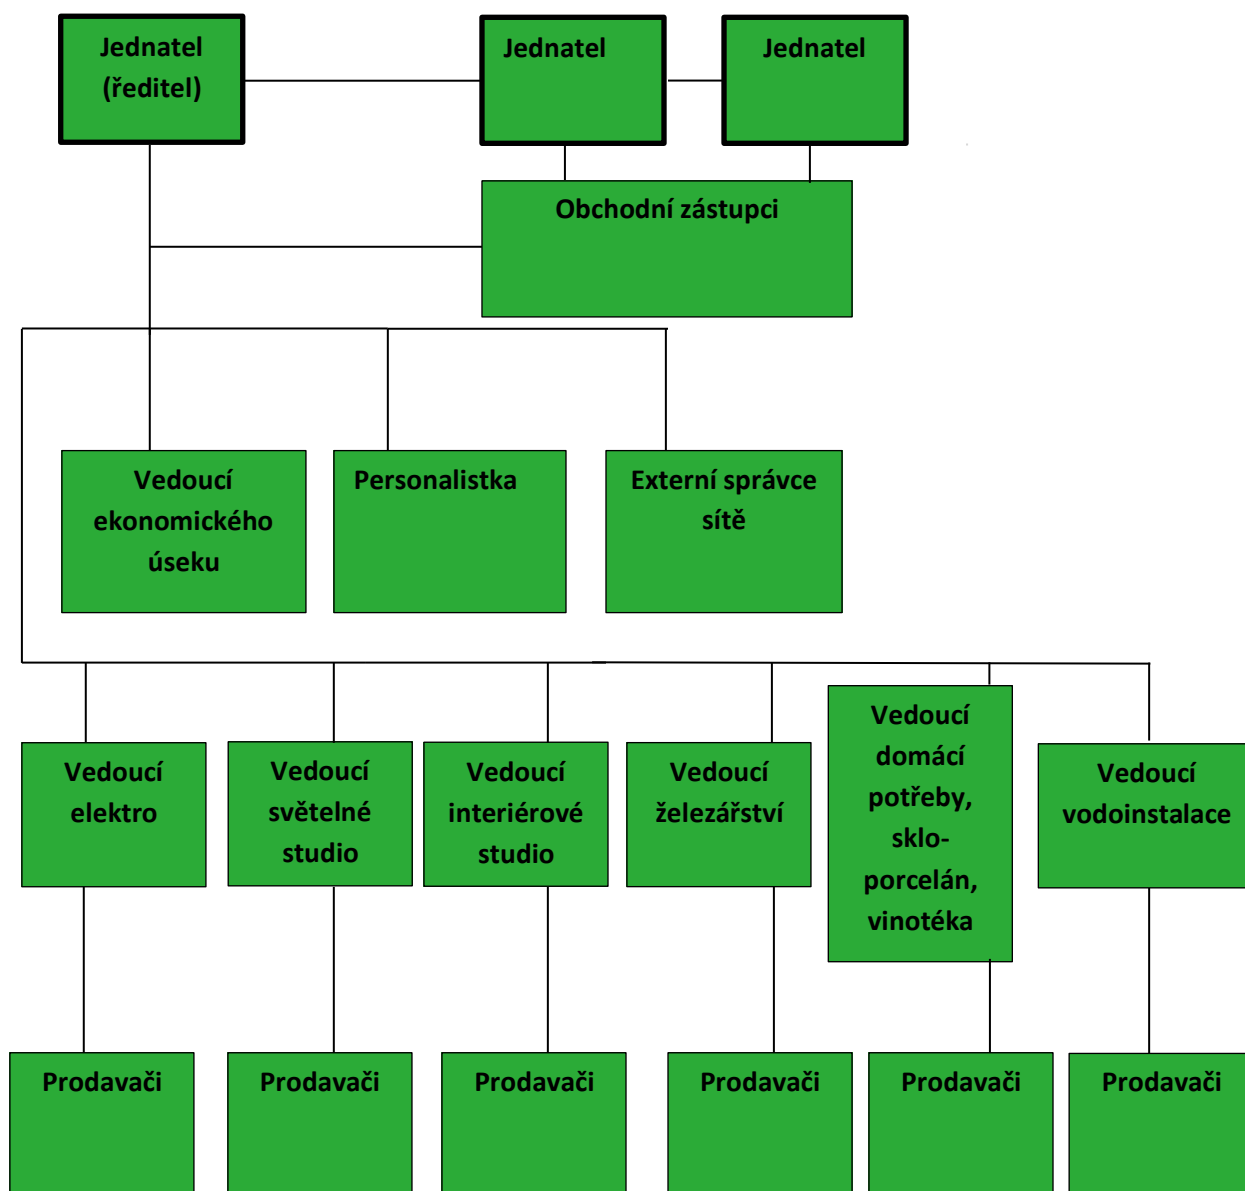 Jednatel
(ředitel)
Jednatel
Jednatel
Obchodní zástupci
Vedoucí
ekonomického
úseku
Personalistka
Externí správce
sítě
Vedoucí
elektro
Vedoucí
světelné
studio
Vedoucí
interiérové
studio
Vedoucí
železářství
Vedoucí
domácí
potřeby,
sklo-
porcelán,
vinotéka
Vedoucí
vodoinstalace
Prodavači
Prodavači
Prodavači
Prodavači
Prodavači
Prodavači